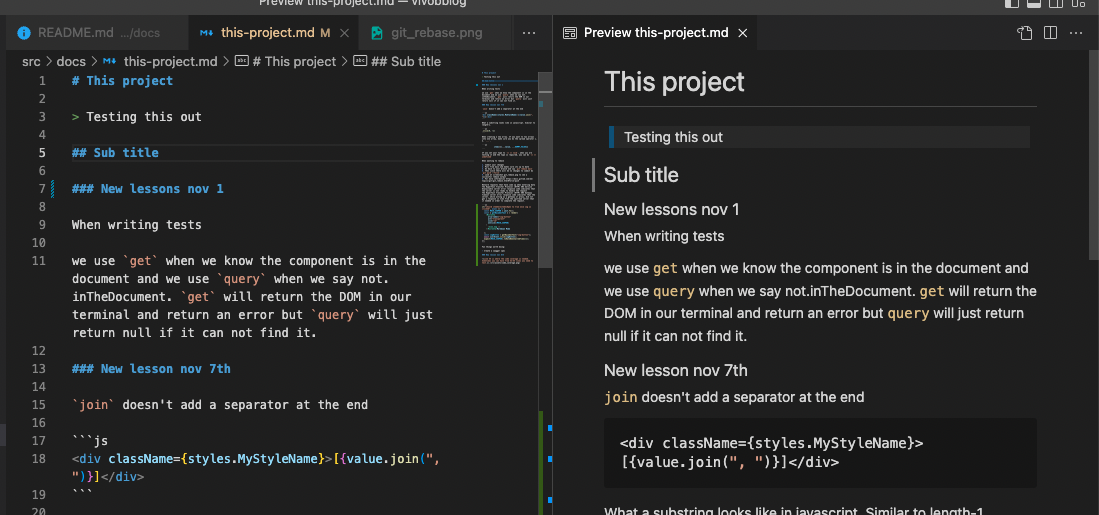 Preview this-project.md — vivobblog
README.md .../docs
this-project.md M
git_rebase.png
Preview this-project.md
src > docs > this-project.md > # This project > ## Sub title
1 # This project
2
3 > Testing this out
4
5 ## Sub title
6
7 ### New lessons nov 1
8
9 When writing tests
10
11 we use `get` when we know the component is in the
document and we use `query` when we say not.
inTheDocument. `get` will return the DOM in our
terminal and return an error but `query` will just
return null if it can not find it.
12
13 ### New lesson nov 7th
14
15 `join` doesn't add a separator at the end
16
17 ```js
18 <div className={styles.MyStyleName}>[{value.join(",
")}]</div>
19 ```
20
This project
Testing this out
Sub title
New lessons nov 1
When writing tests
we use get when we know the component is in the document and
we use query when we say not.inTheDocument. get will return the
DOM in our terminal and return an error but query will just return
null if it can not find it.
New lesson nov 7th
join doesn't add a separator at the end
<div className={styles.MyStyleName}>
[{value.join(", ")}]</div>
What a substring looks like in javascript. Similar to length-1